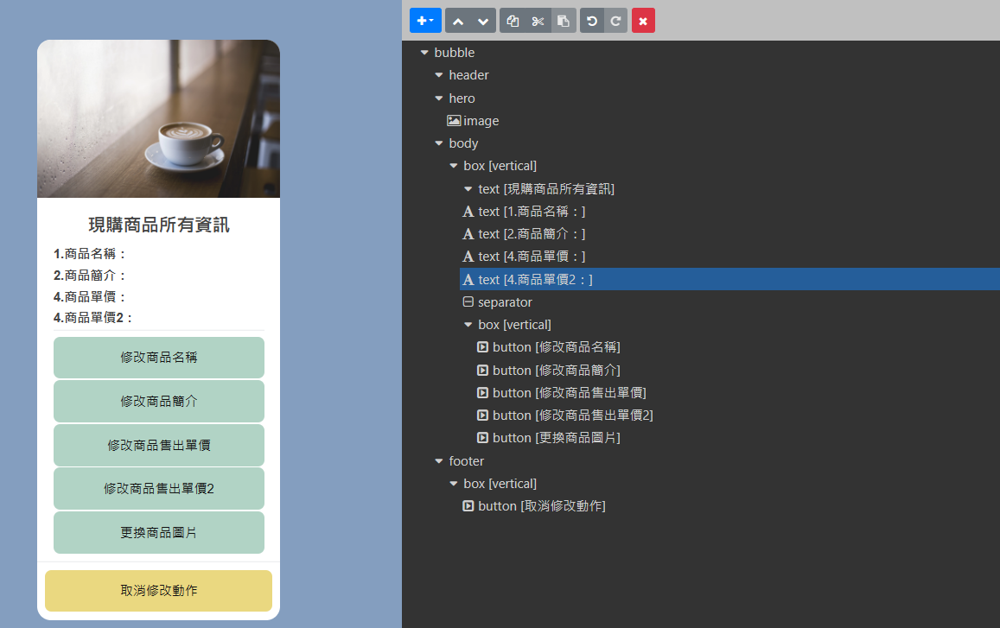 現購商品所有資訊
1.商品名稱：
2.商品簡介：
4.商品單價：
4.商品單價2：
修改商品名稱
修改商品簡介
修改商品售出單價
修改商品售出單價2
更換商品圖片
取消修改動作
bubble
header
hero
image
body
box [vertical]
text [現購商品所有資訊]
text [1.商品名稱：]
text [2.商品簡介：]
text [4.商品單價：]
text [4.商品單價2：]
separator
box [vertical]
button [修改商品名稱]
button [修改商品簡介]
button [修改商品售出單價]
button [修改商品售出單價2]
button [更換商品圖片]
footer
box [vertical]
button [取消修改動作]